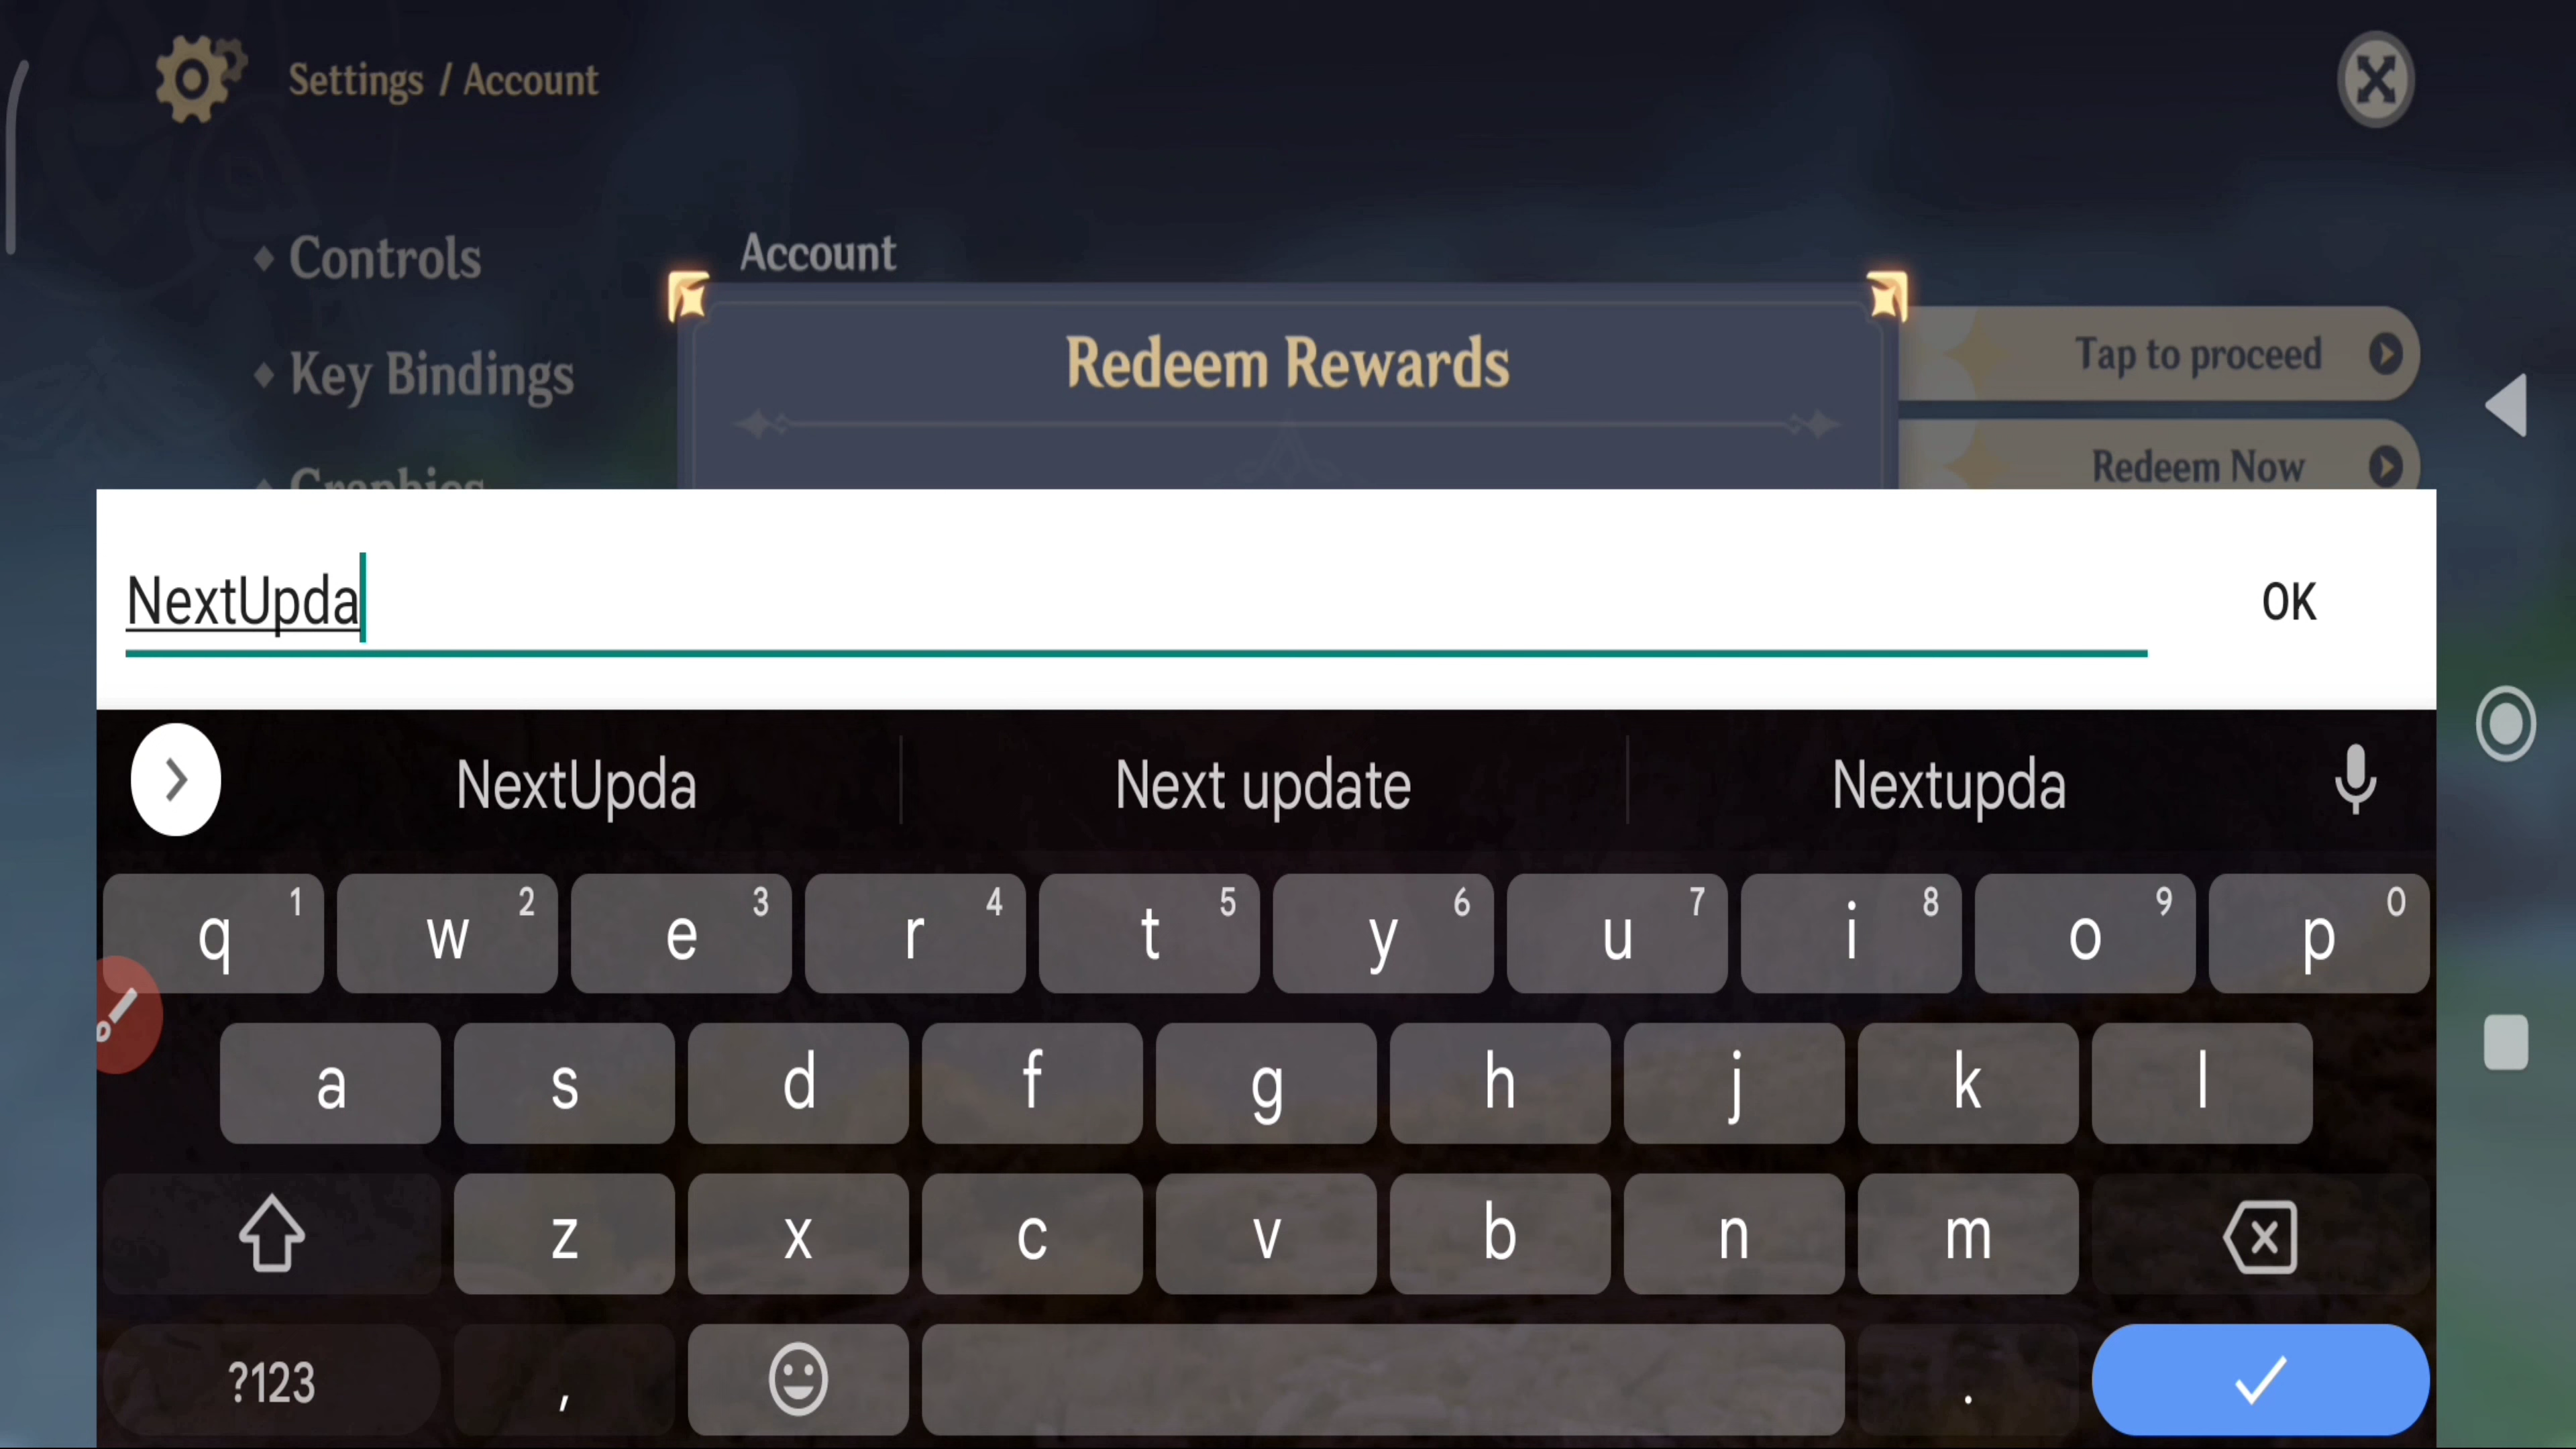 Settings / Account
Controls
Account
Key Bindings
Redeem Rewards
Tap to proceed
Graphics
Redeem Now
NextUpda
OK
NextUpda Next update Nextupda
q 1 w 2 e 3 r 4 t 5 y 6 u 7 i 8 o 9 p 0
a s d f g h j k l
z x c v b n m
?123 , .